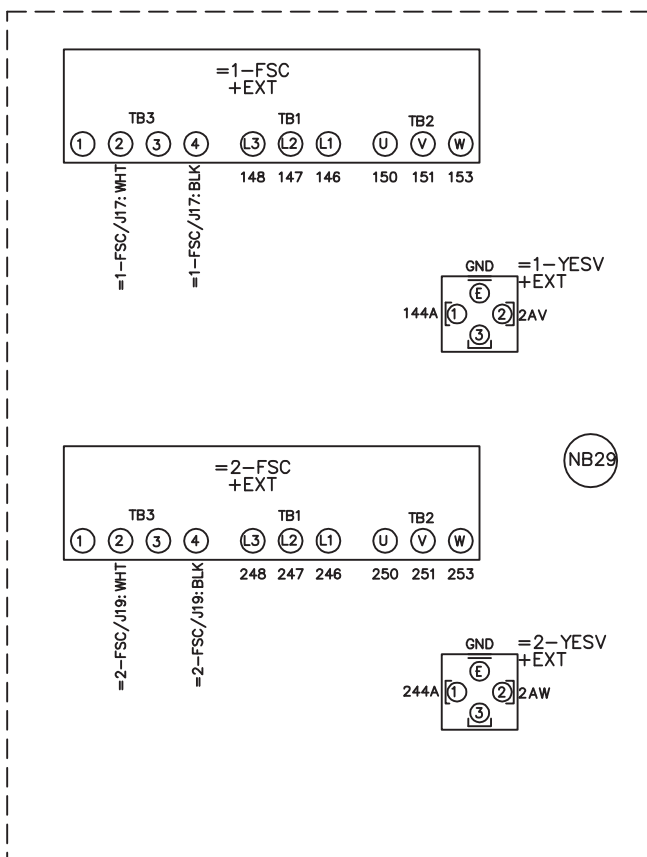 =1-FSC
+EXT
TB3 TB1 TB2
1 2 3 4 L3 L2 L1 U V W
148 147 146 150 151 153
=1-FSC/J17:WHT
=1-FSC/J17:BLK
GND =1-YESV
+EXT
E
144A 1 2 2AV
3
=2-FSC
+EXT
NB29
TB3 TB1 TB2
1 2 3 4 L3 L2 L1 U V W
248 247 246 250 251 253
=2-FSC/J19:WHT
=2-FSC/J19:BLK
GND =2-YESV
+EXT
E
244A 1 2 2AW
3